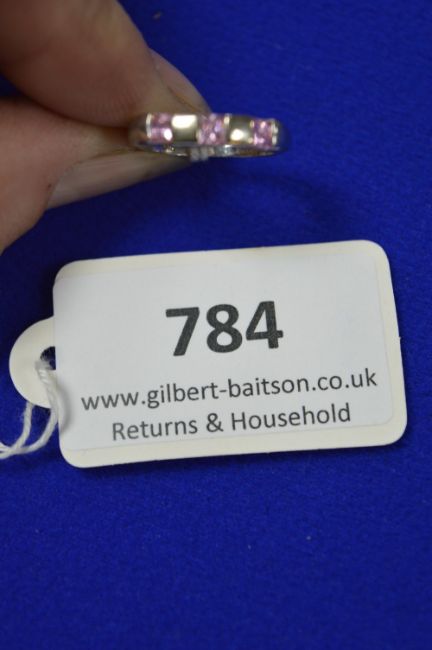 784
www.gilbert-baitson.co.uk
Returns & Household